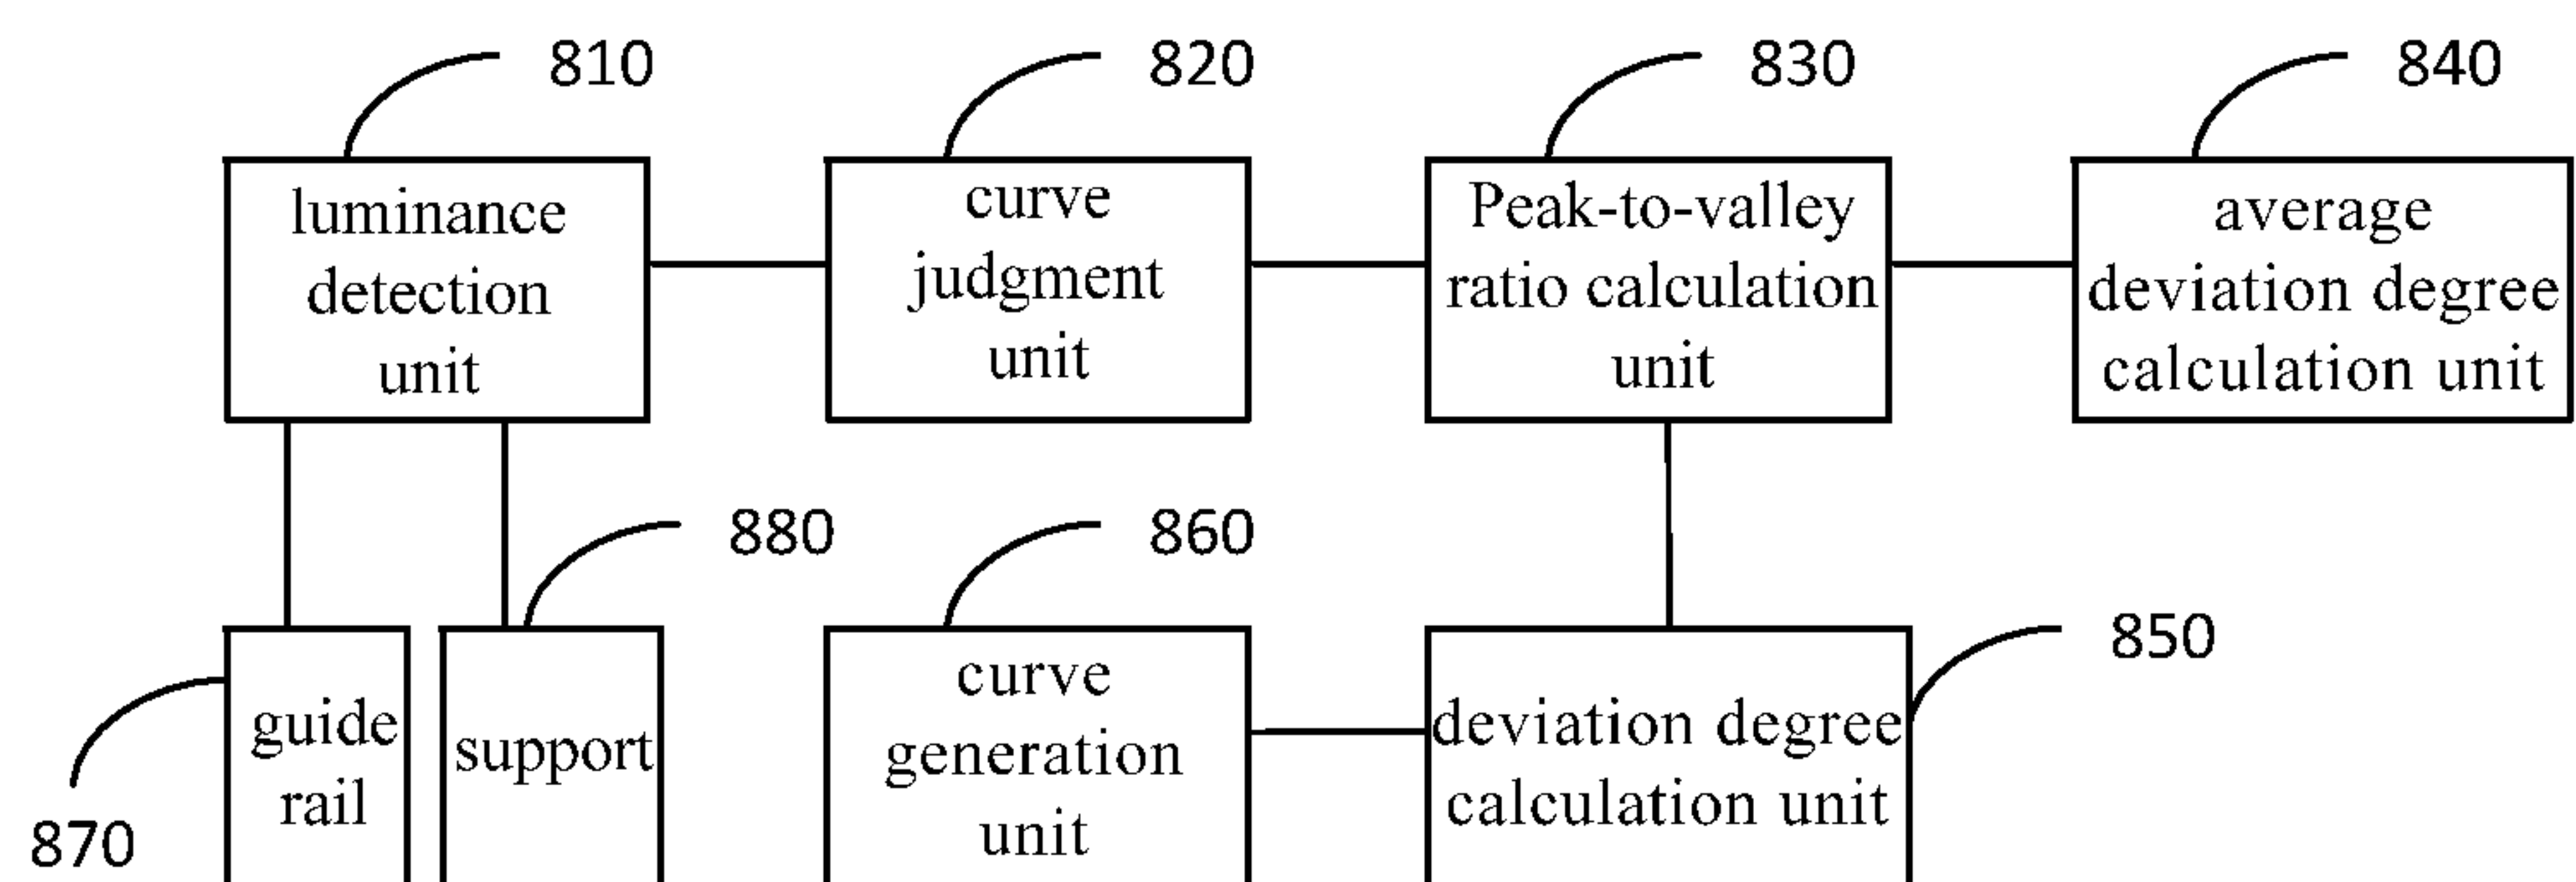 810
820
830
840
luminance
detection
unit
curve
judgment
unit
Peak-to-valley
ratio calculation
unit
average
deviation degree
calculation unit
880
860
850
870
guide
rail
support
curve
generation
unit
deviation degree
calculation unit